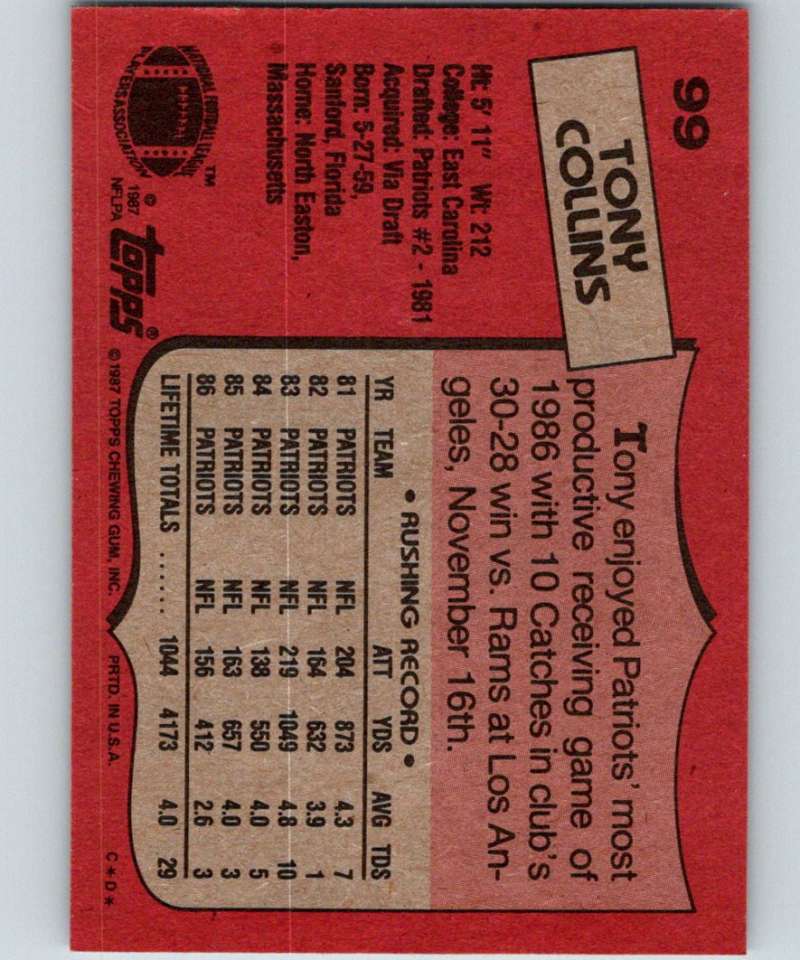 99
TONY
COLLINS
Ht: 5' 11" Wt: 212
College: East Carolina
Drafted: Patriots #2 - 1981
Acquired: Via Draft
Born: 5-27-59,
Sanford, Florida
Home: North Easton,
Massachusetts
NATIONAL FOOTBALL LEAGUE
PLAYERS ASSOCIATION
TM
© 1987
NFLPA
topps®
Tony enjoyed Patriots' most
productive receiving game of
1986 with 10 Catches in club's
30-28 win vs. Rams at Los An-
geles, November 16th.
• RUSHING RECORD •
YR TEAM ATT YDS AVG TDS
81 PATRIOTS NFL 204 873 4.3 7
82 PATRIOTS NFL 164 632 3.9 1
83 PATRIOTS NFL 219 1049 4.8 10
84 PATRIOTS NFL 138 550 4.0 5
85 PATRIOTS NFL 163 657 4.0 3
86 PATRIOTS NFL 156 412 2.6 3
LIFETIME TOTALS ...... 1044 4173 4.0 29
© 1987 TOPPS CHEWING GUM, INC. PRTD. IN U.S.A. C*D*